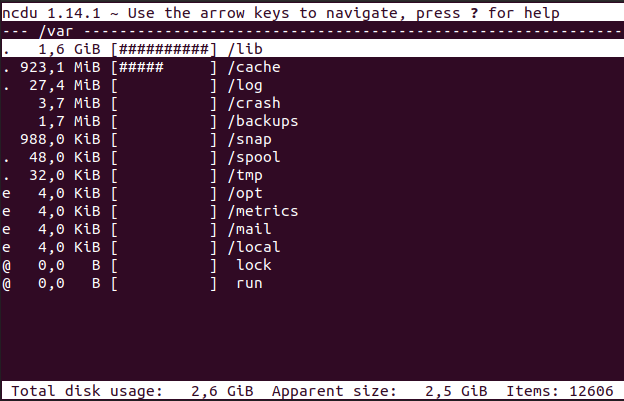 ncdu 1.14.1 ~ Use the arrow keys to navigate, press ? for help
--- /var ------------------------------------------------------------
.   1,6 GiB [##########] /lib
. 923,1 MiB [#####     ] /cache
.  27,4 MiB [          ] /log
    3,7 MiB [          ] /crash
    1,7 MiB [          ] /backups
  988,0 KiB [          ] /snap
.  48,0 KiB [          ] /spool
.  32,0 KiB [          ] /tmp
e   4,0 KiB [          ] /opt
e   4,0 KiB [          ] /metrics
e   4,0 KiB [          ] /mail
e   4,0 KiB [          ] /local
@   0,0   B [          ]  lock
@   0,0   B [          ]  run
Total disk usage:   2,6 GiB  Apparent size:   2,5 GiB  Items: 12606